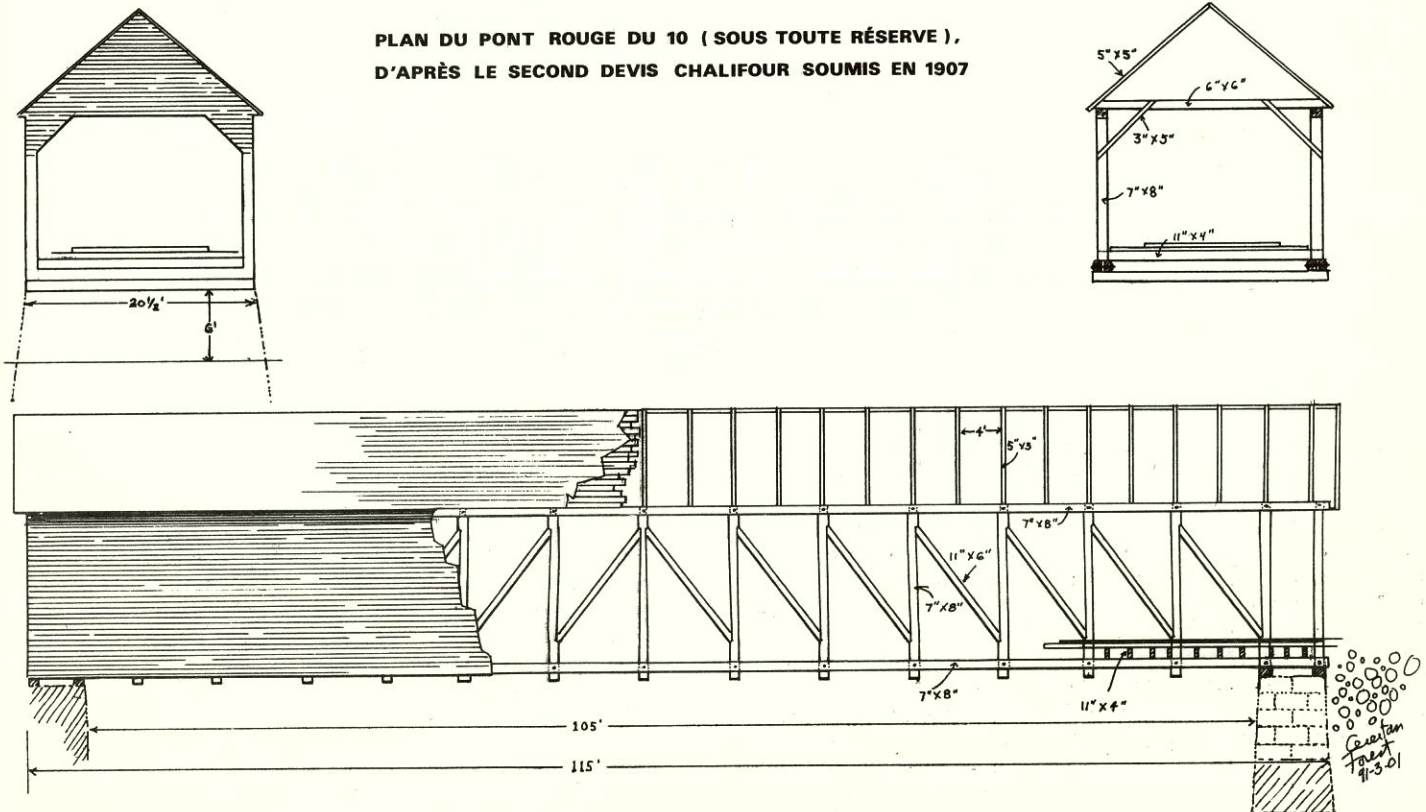 PLAN DU PONT ROUGE DU 10 ( SOUS TOUTE RÉSERVE ),
D'APRÈS LE SECOND DEVIS CHALIFOUR SOUMIS EN 1907
5"x5"
6"x6"
3"x5"
7"x8"
11"x4"
20½'
6'
4'
5"x5"
7"x8"
11"x6"
7"x8"
7"x8"
11"x4"
105'
115'
Forest
91-3-01